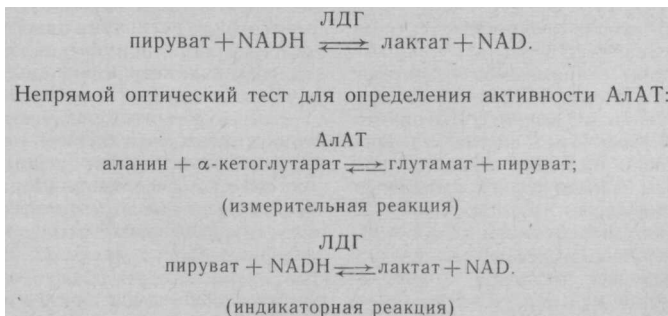 ЛДГ
пируват + NADH ⇌ лактат + NAD.
Непрямой оптический тест для определения активности АлАТ:
АлАТ
аланин + α-кетоглутарат ⇌ глутамат + пируват;
(измерительная реакция)
ЛДГ
пируват + NADH ⇌ лактат + NAD.
(индикаторная реакция)